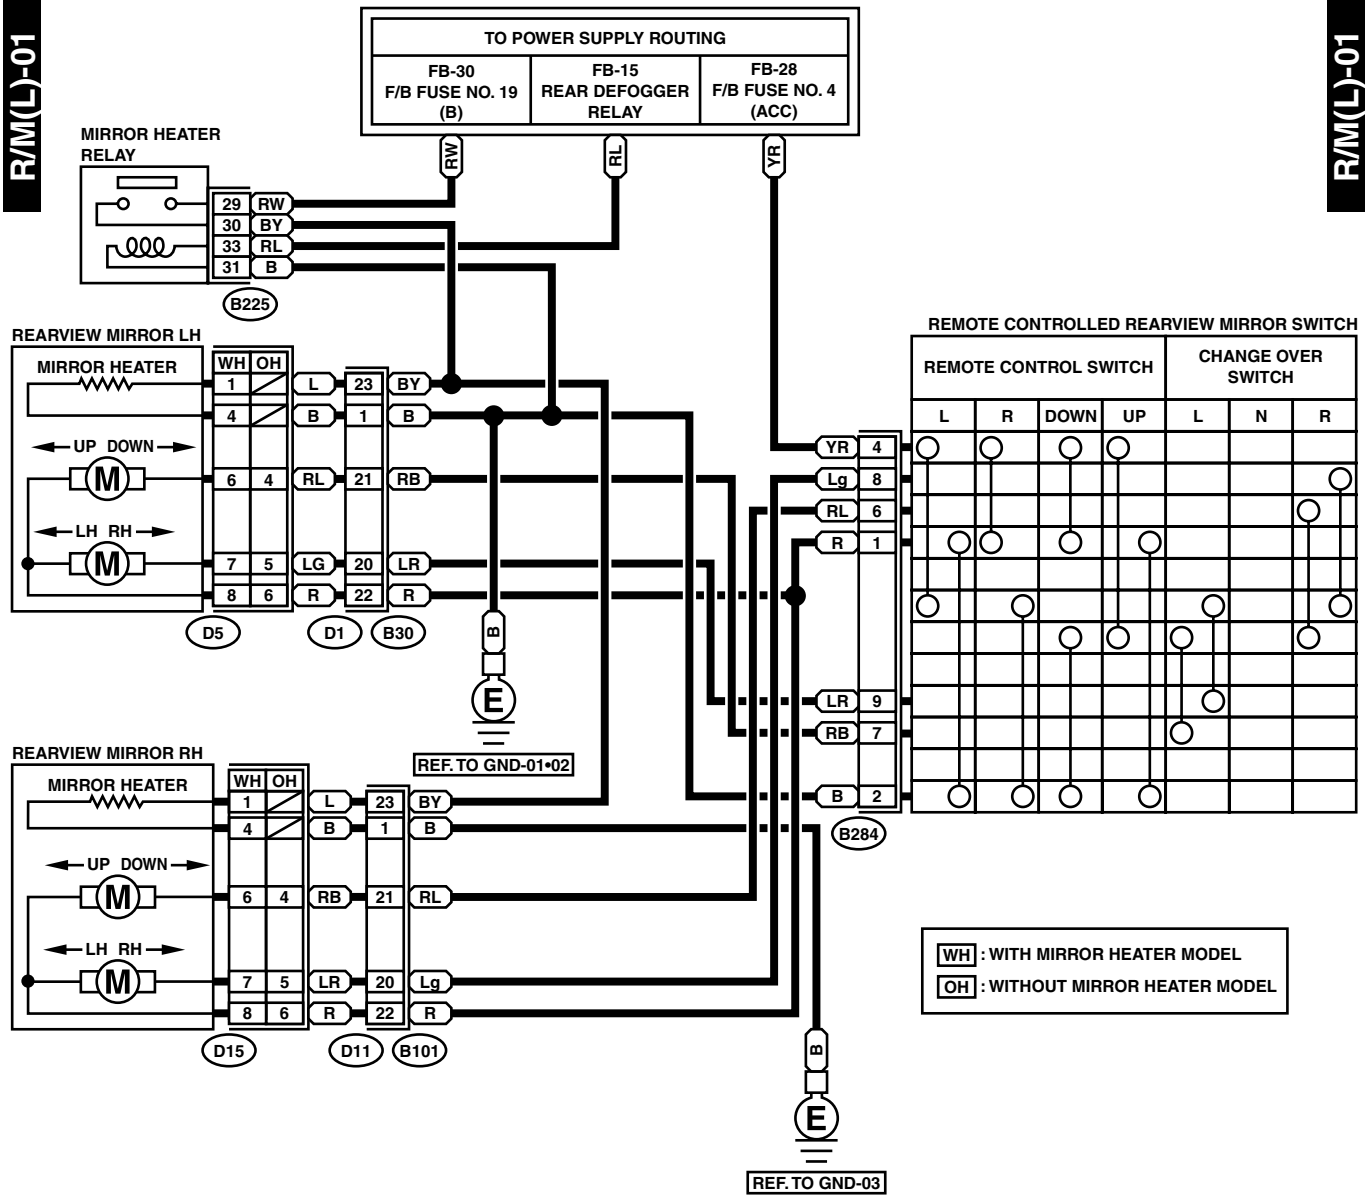 R/M(L)-01
R/M(L)-01
TO POWER SUPPLY ROUTING
FB-30
F/B FUSE NO. 19
(B)
FB-15
REAR DEFOGGER
RELAY
FB-28
F/B FUSE NO. 4
(ACC)
RW
RL
YR
MIRROR HEATER
RELAY
29 RW
30 BY
33 RL
31 B
B225
REARVIEW MIRROR LH
MIRROR HEATER
WH OH
1 L 23 BY
4 B 1 B
UP DOWN
M
6 4 RL 21 RB
LH RH
M
7 5 LG 20 LR
8 6 R 22 R
D5 D1 B30
B
E
REF. TO GND-01•02
REMOTE CONTROLLED REARVIEW MIRROR SWITCH
REMOTE CONTROL SWITCH
CHANGE OVER
SWITCH
L R DOWN UP L N R
YR 4
Lg 8
RL 6
R 1
LR 9
RB 7
B 2
B284
REARVIEW MIRROR RH
MIRROR HEATER
WH OH
1 L 23 BY
4 B 1 B
UP DOWN
M
6 4 RB 21 RL
LH RH
M
7 5 LR 20 Lg
8 6 R 22 R
D15 D11 B101
B
E
REF. TO GND-03
WH : WITH MIRROR HEATER MODEL
OH : WITHOUT MIRROR HEATER MODEL